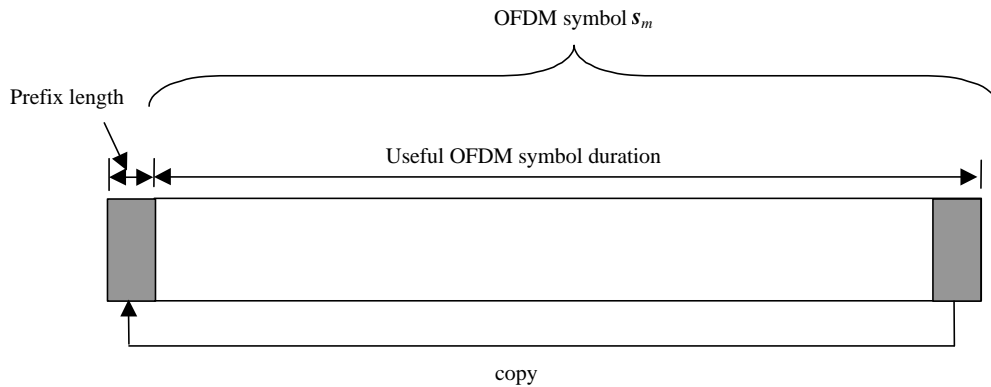 OFDM symbol s_m
Prefix length
Useful OFDM symbol duration
copy